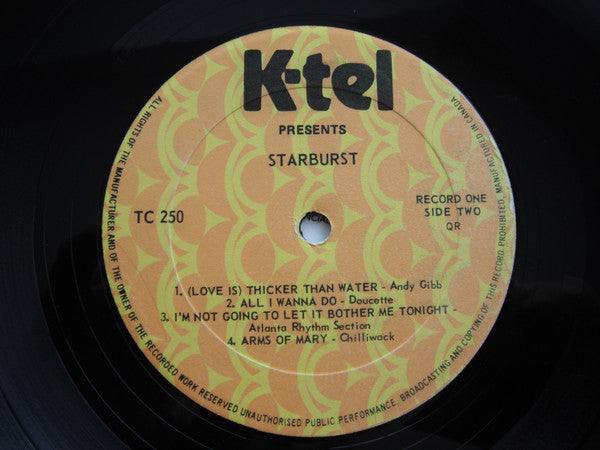 K-tel
PRESENTS
STARBURST
TC 250
RECORD ONE
SIDE TWO
QR
1. (LOVE IS) THICKER THAN WATER - Andy Gibb
2. ALL I WANNA DO - Doucette
3. I'M NOT GOING TO LET IT BOTHER ME TONIGHT -
Atlanta Rhythm Section
4. ARMS OF MARY - Chilliwack
ALL RIGHTS OF THE MANUFACTURER AND OF THE OWNER OF THE RECORDED WORK RESERVED UNAUTHORISED PUBLIC PERFORMANCE, BROADCASTING AND COPYING OF THIS RECORD PROHIBITED, MANUFACTURED IN CANADA